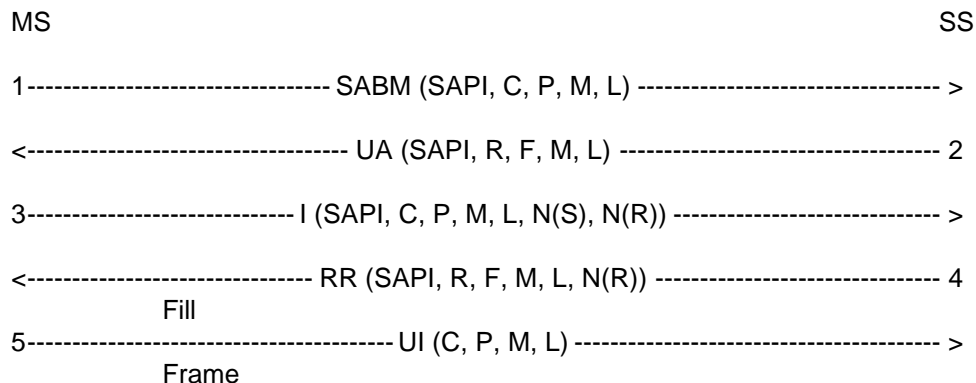 MS SS
1---------------------------------- SABM (SAPI, C, P, M, L) ---------------------------------- >
<------------------------------------ UA (SAPI, R, F, M, L) ------------------------------------ 2
3------------------------------ I (SAPI, C, P, M, L, N(S), N(R)) ------------------------------ >
<-------------------------------- RR (SAPI, R, F, M, L, N(R)) -------------------------------- 4
Fill
5----------------------------------------- UI (C, P, M, L) ----------------------------------------- >
Frame